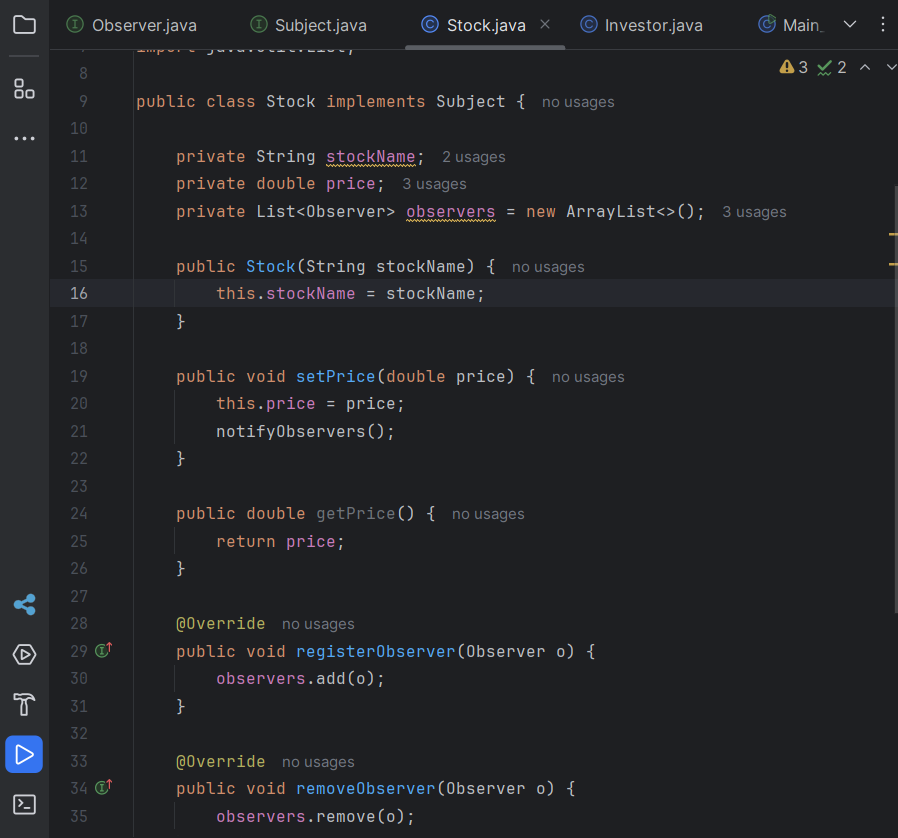 Observer.java Subject.java Stock.java Investor.java Main
import java.util.List;
3 2
8
9 public class Stock implements Subject { no usages
10
11 private String stockName; 2 usages
12 private double price; 3 usages
13 private List<Observer> observers = new ArrayList<>(); 3 usages
14
15 public Stock(String stockName) { no usages
16 this.stockName = stockName;
17 }
18
19 public void setPrice(double price) { no usages
20 this.price = price;
21 notifyObservers();
22 }
23
24 public double getPrice() { no usages
25 return price;
26 }
27
28 @Override no usages
29 public void registerObserver(Observer o) {
30 observers.add(o);
31 }
32
33 @Override no usages
34 public void removeObserver(Observer o) {
35 observers.remove(o);